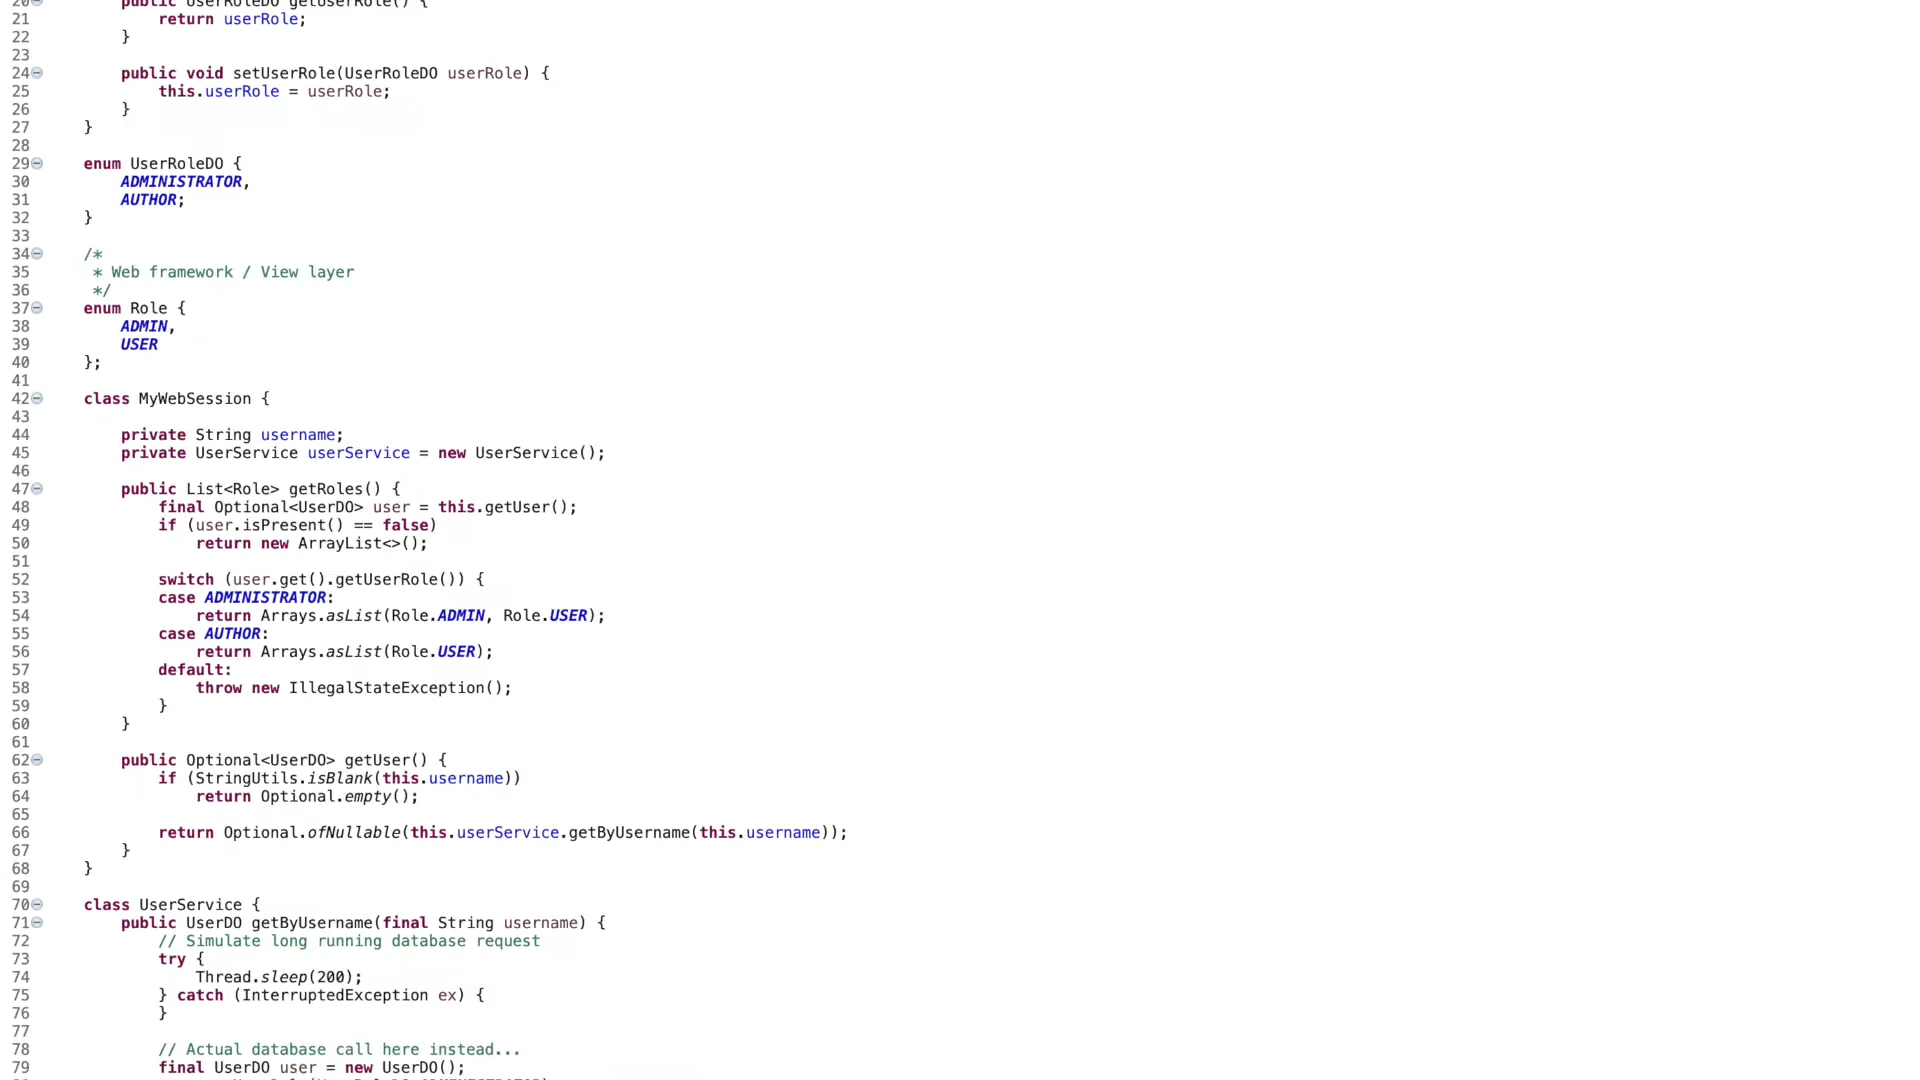 20 public UserRoleDO getUserRole() {
21 return userRole;
22 }
23
24 public void setUserRole(UserRoleDO userRole) {
25 this.userRole = userRole;
26 }
27 }
28
29 enum UserRoleDO {
30 ADMINISTRATOR,
31 AUTHOR;
32 }
33
34 /*
35 * Web framework / View layer
36 */
37 enum Role {
38 ADMIN,
39 USER
40 };
41
42 class MyWebSession {
43
44 private String username;
45 private UserService userService = new UserService();
46
47 public List<Role> getRoles() {
48 final Optional<UserDO> user = this.getUser();
49 if (user.isPresent() == false)
50 return new ArrayList<>();
51
52 switch (user.get().getUserRole()) {
53 case ADMINISTRATOR:
54 return Arrays.asList(Role.ADMIN, Role.USER);
55 case AUTHOR:
56 return Arrays.asList(Role.USER);
57 default:
58 throw new IllegalStateException();
59 }
60 }
61
62 public Optional<UserDO> getUser() {
63 if (StringUtils.isBlank(this.username))
64 return Optional.empty();
65
66 return Optional.ofNullable(this.userService.getByUsername(this.username));
67 }
68 }
69
70 class UserService {
71 public UserDO getByUsername(final String username) {
72 // Simulate long running database request
73 try {
74 Thread.sleep(200);
75 } catch (InterruptedException ex) {
76 }
77
78 // Actual database call here instead...
79 final UserDO user = new UserDO();